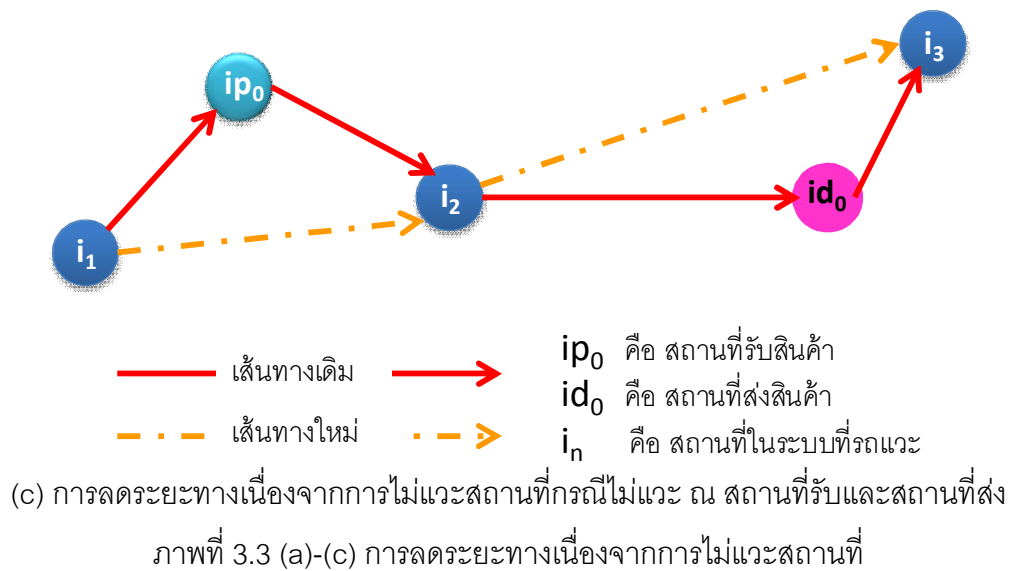 i₃
ip₀
i₂
id₀
i₁
เส้นทางเดิม
ip₀ คือ สถานที่รับสินค้า
id₀ คือ สถานที่ส่งสินค้า
เส้นทางใหม่
iₙ คือ สถานที่ในระบบที่รถแวะ
(c) การลดระยะทางเนื่องจากการไม่แวะสถานที่กรณีไม่แวะ ณ สถานที่รับและสถานที่ส่ง
ภาพที่ 3.3 (a)-(c) การลดระยะทางเนื่องจากการไม่แวะสถานที่